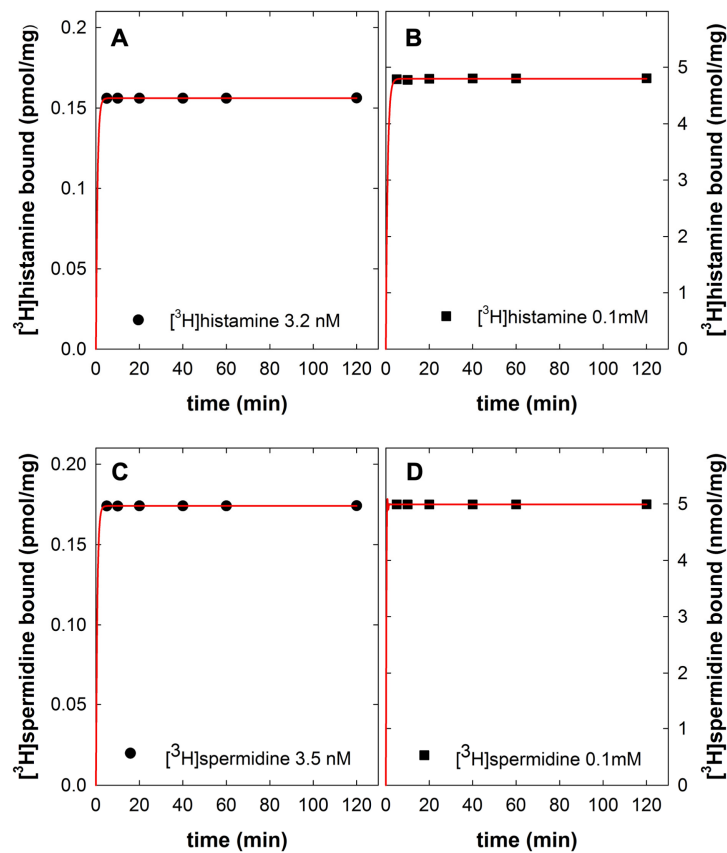 A
B
[³H]histamine bound (pmol/mg)
0.2
0.15
0.1
0.05
0.0
[³H]histamine 3.2 nM
[³H]histamine 0.1mM
5
4
3
2
1
0
[³H]histamine bound (nmol/mg)
0 20 40 60 80 100 120
0 20 40 60 80 100 120
time (min)
time (min)
C
D
[³H]spermidine bound (pmol/mg)
0.20
0.15
0.10
0.05
0.0
[³H]spermidine 3.5 nM
[³H]spermidine 0.1mM
5
4
3
2
1
0
[³H]spermidine bound (nmol/mg)
0 20 40 60 80 100 120
0 20 40 60 80 100 120
time (min)
time (min)